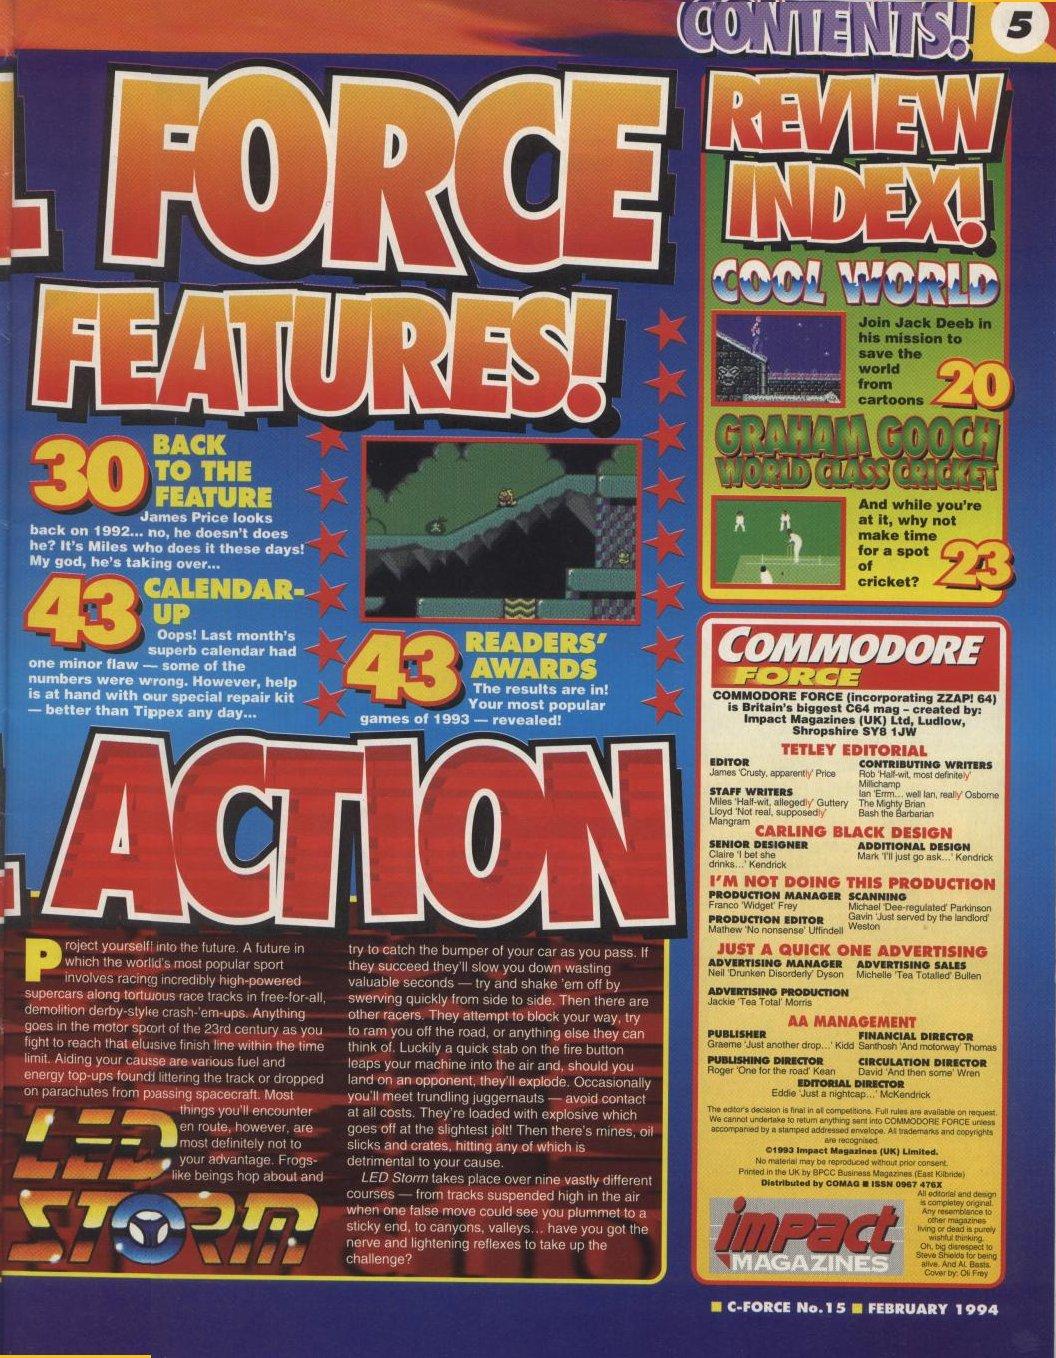 CONTENTS! 5
FORCE
FEATURES!
30 BACK
TO THE
FEATURE
James Price looks
back on 1992... no, he doesn't does
he? It's Miles who does it these days!
My god, he's taking over...
43 CALENDAR-
UP
Oops! Last month's
superb calendar had
one minor flaw — some of the
numbers were wrong. However, help
is at hand with our special repair kit
— better than Tippex any day...
43 READERS'
AWARDS
The results are in!
Your most popular
games of 1993 — revealed!
ACTION
Project yourself! into the future. A future in
which the world's most popular sport
involves racing incredibly high-powered
supercars along tortuous race tracks in free-for-all,
demolition derby-style crash-'em-ups. Anything
goes in the motor sport of the 23rd century as you
fight to reach that elusive finish line within the time
limit. Aiding your causse are various fuel and
energy top-ups found littering the track or dropped
on parachutes from passing spacecraft. Most
things you'll encounter
en route, however, are
most definitely not to
your advantage. Frogs-
like beings hop about and
LED
STORM
try to catch the bumper of your car as you pass. If
they succeed they'll slow you down wasting
valuable seconds — try and shake 'em off by
swerving quickly from side to side. Then there are
other racers. They attempt to block your way, try
to ram you off the road, or anything else they can
think of. Luckily a quick stab on the fire button
leaps your machine into the air and, should you
land on an opponent, they'll explode. Occasionally
you'll meet trundling juggernauts — avoid contact
at all costs. They're loaded with explosive which
goes off at the slightest jolt! Then there's mines, oil
slicks and crates, hitting any of which is
detrimental to your cause.
LED Storm takes place over nine vastly different
courses — from tracks suspended high in the air
when one false move could see you plummet to a
sticky end, to canyons, valleys... have you got the
nerve and lightening reflexes to take up the
challenge?
REVIEW
INDEX!
COOL WORLD
Join Jack Deeb in
his mission to
save the
world
from
cartoons 20
GRAHAM GOOCH
WORLD CLASS CRICKET
And while you're
at it, why not
make time
for a spot
of
cricket? 23
COMMODORE
FORCE
COMMODORE FORCE (incorporating ZZAP! 64)
is Britain's biggest C64 mag – created by:
Impact Magazines (UK) Ltd, Ludlow,
Shropshire SY8 1JW
TETLEY EDITORIAL
EDITOR
James 'Crusty, apparently' Price
STAFF WRITERS
Miles 'Half-wit, allegedly' Guttery
Lloyd 'Not real, supposedly'
Mangram
CONTRIBUTING WRITERS
Rob 'Half-wit, most definitely'
Millichamp
Ian 'Errm... well Ian, really' Osborne
The Mighty Brian
Bash the Barbarian
CARLING BLACK DESIGN
SENIOR DESIGNER
Claire 'I bet she
drinks...' Kendrick
ADDITIONAL DESIGN
Mark 'I'll just go ask...' Kendrick
I'M NOT DOING THIS PRODUCTION
PRODUCTION MANAGER
Franco 'Widget' Frey
PRODUCTION EDITOR
Mathew 'No nonsense' Uffindell
SCANNING
Michael 'Dee-regulated' Parkinson
Gavin 'Just served by the landlord'
Weston
JUST A QUICK ONE ADVERTISING
ADVERTISING MANAGER
Neil 'Drunken Disorderly' Dyson
ADVERTISING SALES
Michelle 'Tea Totalled' Bullen
ADVERTISING PRODUCTION
Jackie 'Tea Total' Morris
AA MANAGEMENT
PUBLISHER
Graeme 'Just another drop...' Kidd
FINANCIAL DIRECTOR
Santhosh 'And motorway' Thomas
PUBLISHING DIRECTOR
Roger 'One for the road' Kean
CIRCULATION DIRECTOR
David 'And then some' Wren
EDITORIAL DIRECTOR
Eddie 'Just a nightcap...' McKendrick
The editor's decision is final in all competitions. Full rules are available on request.
We cannot undertake to return anything sent into COMMODORE FORCE unless
accompanied by a stamped addressed envelope. All trademarks and copyrights
are recognised.
©1993 Impact Magazines (UK) Limited.
No material may be reproduced without prior consent.
Printed in the UK by BPCC Business Magazines (East Kilbride)
Distributed by COMAG ■ ISSN 0967 476X
impact
MAGAZINES
All editorial and design
is completey original.
Any resemblance to
other magazines
living or dead is purely
wishful thinking.
Oh, big disrespect to
Steve Shields for being
alive. And Al. Basts.
Cover by: Oli Frey
■ C-FORCE No.15 ■ FEBRUARY 1994